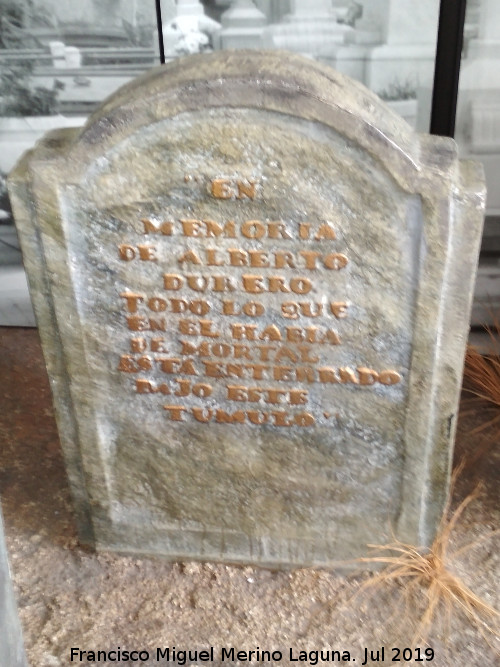 "EN
MEMORIA
DE ALBERTO
DURERO.
TODO LO QUE
EN EL HABIA
DE MORTAL
ESTA ENTERRADO
BAJO ESTE
TUMULO"
Francisco Miguel Merino Laguna. Jul 2019